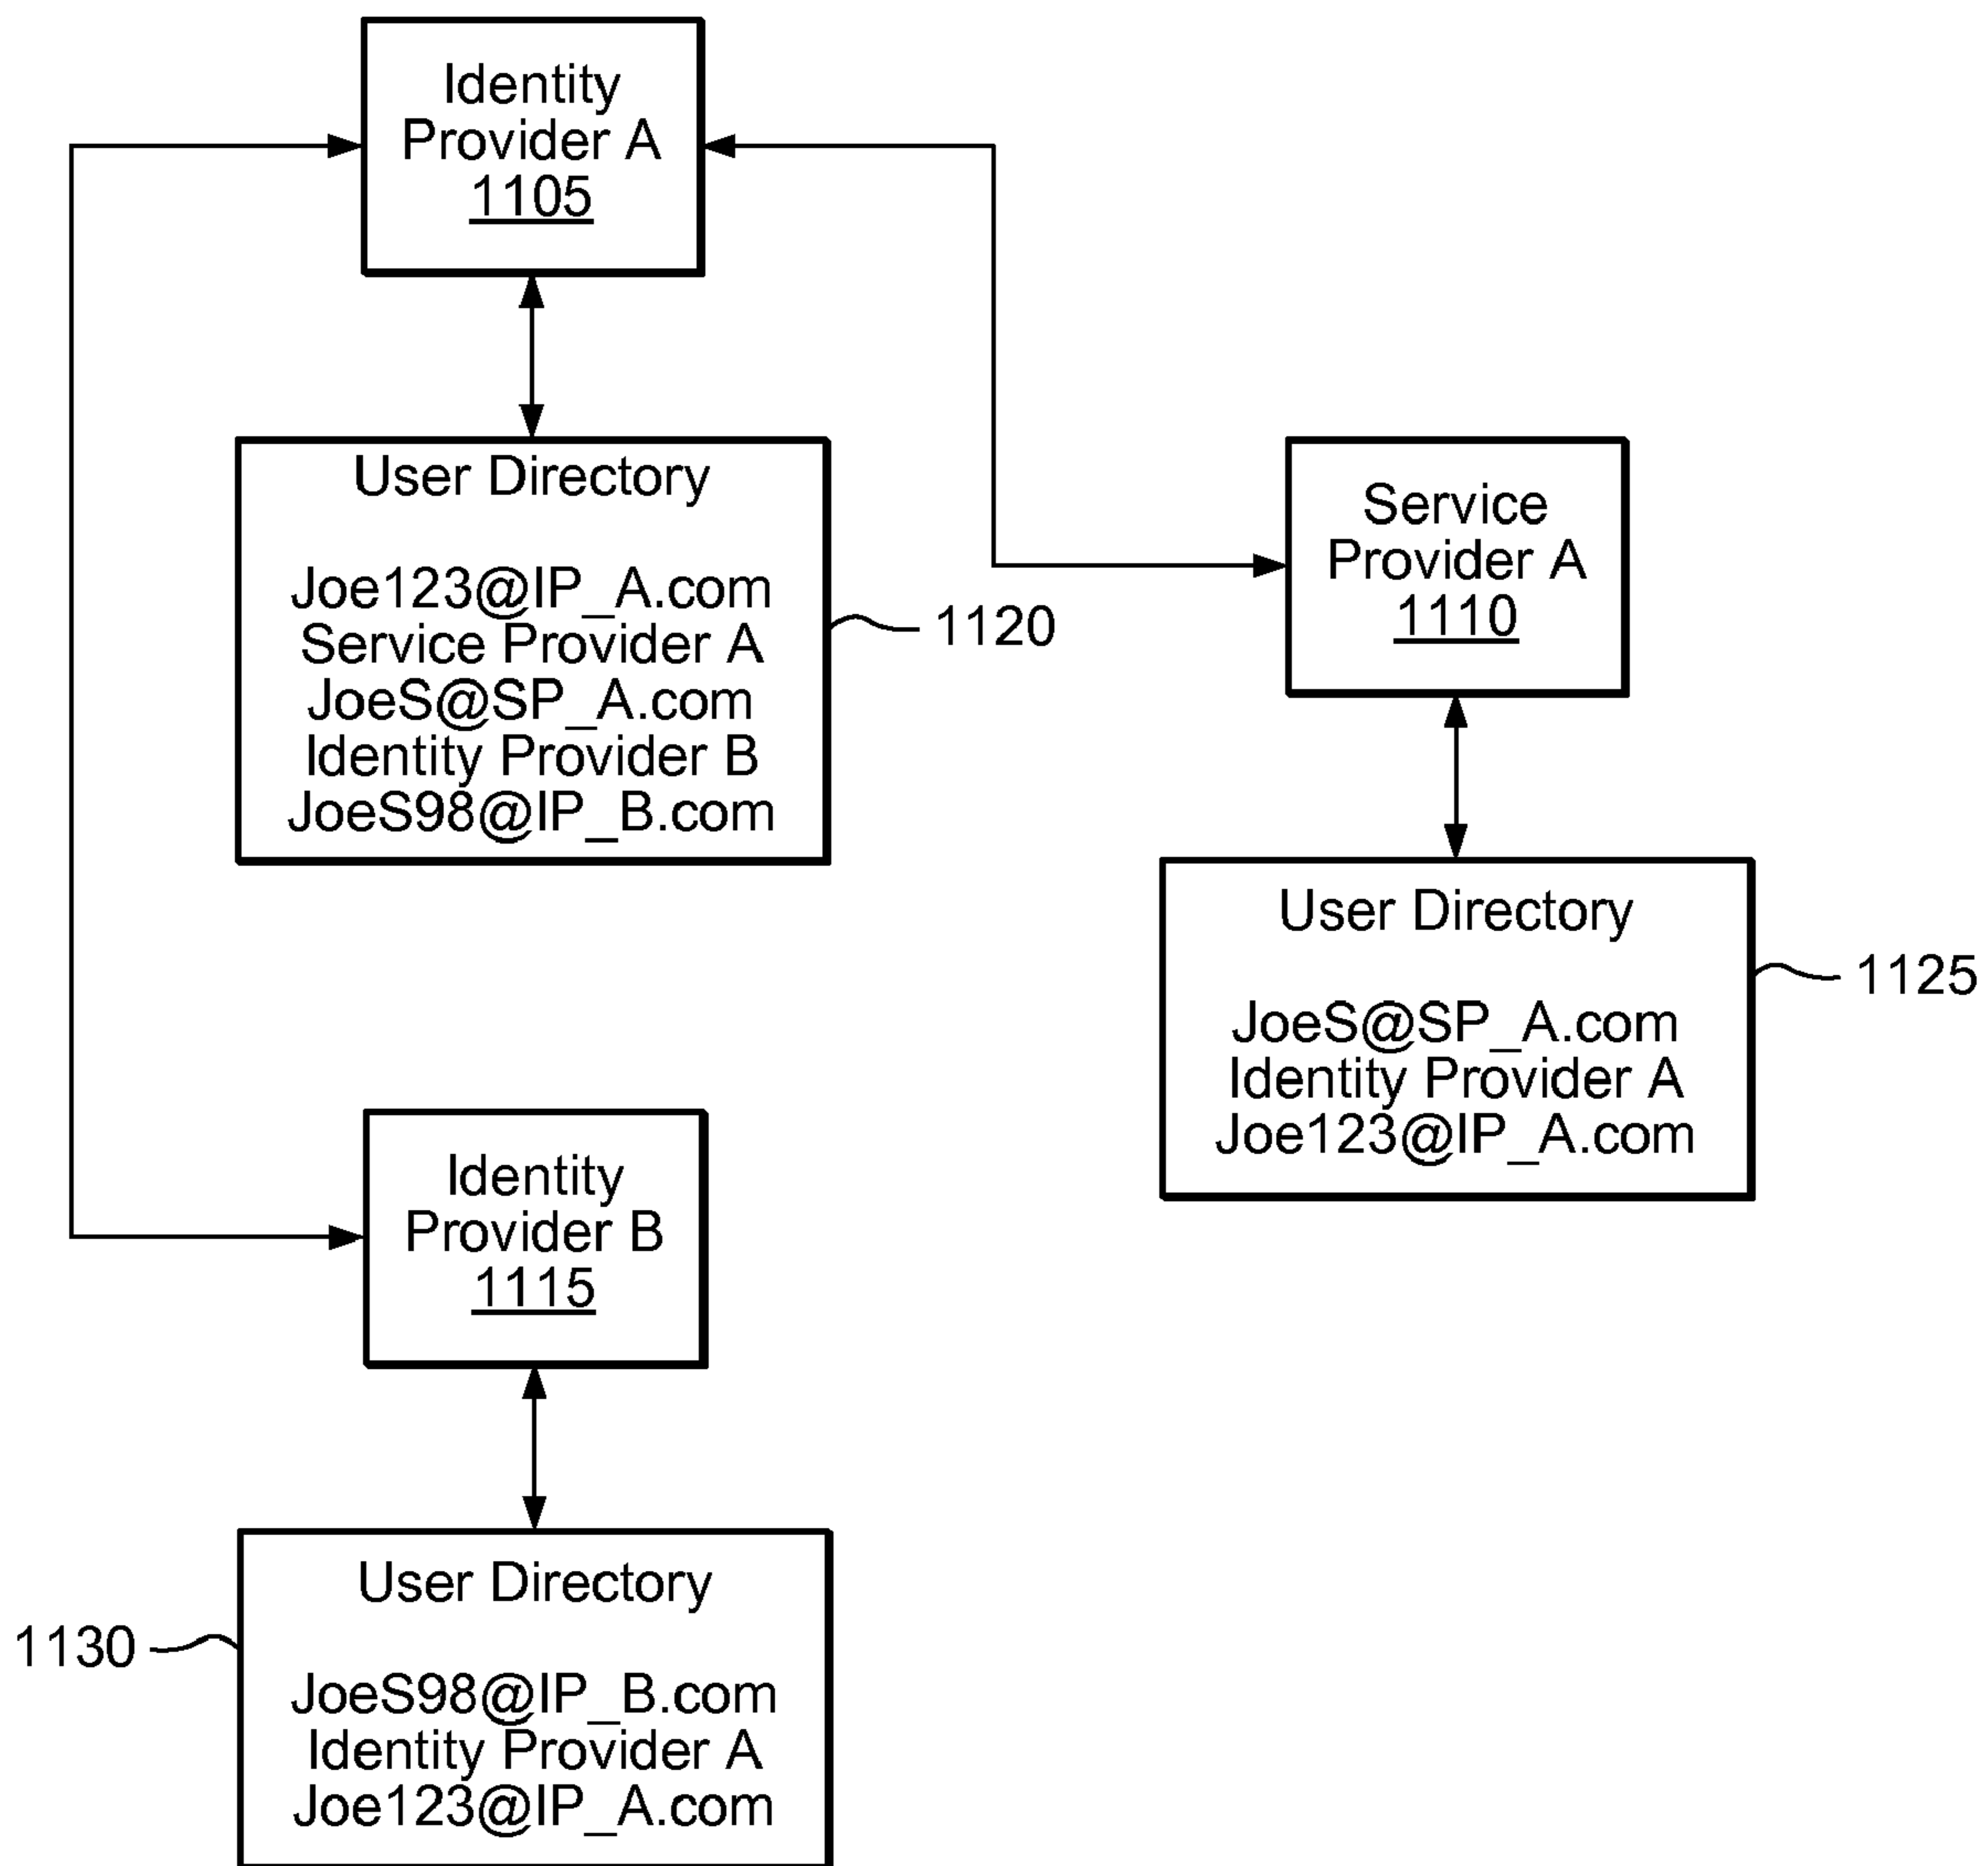 Identity
Provider A
1105
User Directory
Joe123@IP_A.com
Service Provider A
JoeS@SP_A.com
Identity Provider B
JoeS98@IP_B.com
1120
Service
Provider A
1110
User Directory
JoeS@SP_A.com
Identity Provider A
Joe123@IP_A.com
1125
Identity
Provider B
1115
User Directory
JoeS98@IP_B.com
Identity Provider A
Joe123@IP_A.com
1130